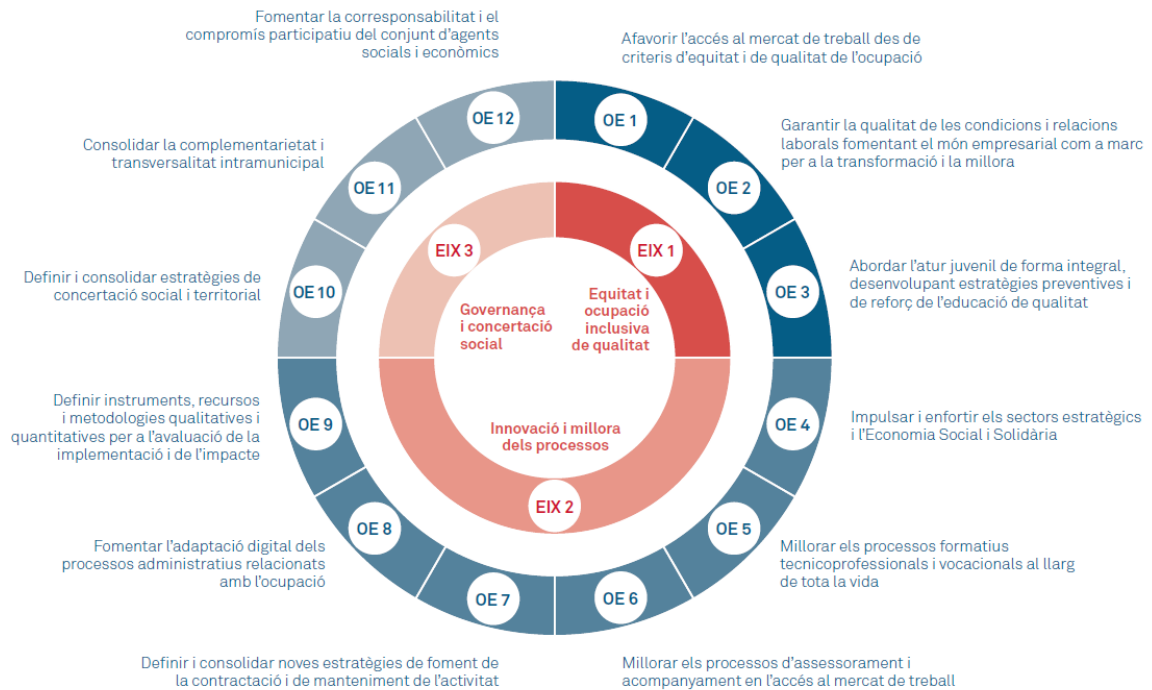 Fomentar la corresponsabilitat i el
compromís participatiu del conjunt d'agents
socials i econòmics
Afavorir l'accés al mercat de treball des de
criteris d'equitat i de qualitat de l'ocupació
OE 12
OE 1
Consolidar la complementarietat i
transversalitat intramunicipal
Garantir la qualitat de les condicions i relacions
laborals fomentant el món empresarial com a marc
per a la transformació i la millora
OE 11
OE 2
Definir i consolidar estratègies de
concertació social i territorial
OE 10
Abordar l'atur juvenil de forma integral,
desenvolupant estratègies preventives i
de reforç de l'educació de qualitat
OE 3
EIX 3
Governança
i concertació
social
EIX 1
Equitat i
ocupació
inclusiva
de qualitat
Innovació i millora
dels processos
EIX 2
Definir instruments, recursos
i metodologies qualitatives i
quantitatives per a l'avaluació de la
implementació i de l'impacte
OE 9
OE 4
Impulsar i enfortir els sectors estratègics
i l'Economia Social i Solidària
Fomentar l'adaptació digital dels
processos administratius relacionats
amb l'ocupació
OE 8
OE 5
Millorar els processos formatius
tecnicoprofessionals i vocacionals al llarg
de tota la vida
OE 7
OE 6
Definir i consolidar noves estratègies de foment de
la contractació i de manteniment de l'activitat
Millorar els processos d'assessorament i
acompanyament en l'accés al mercat de treball